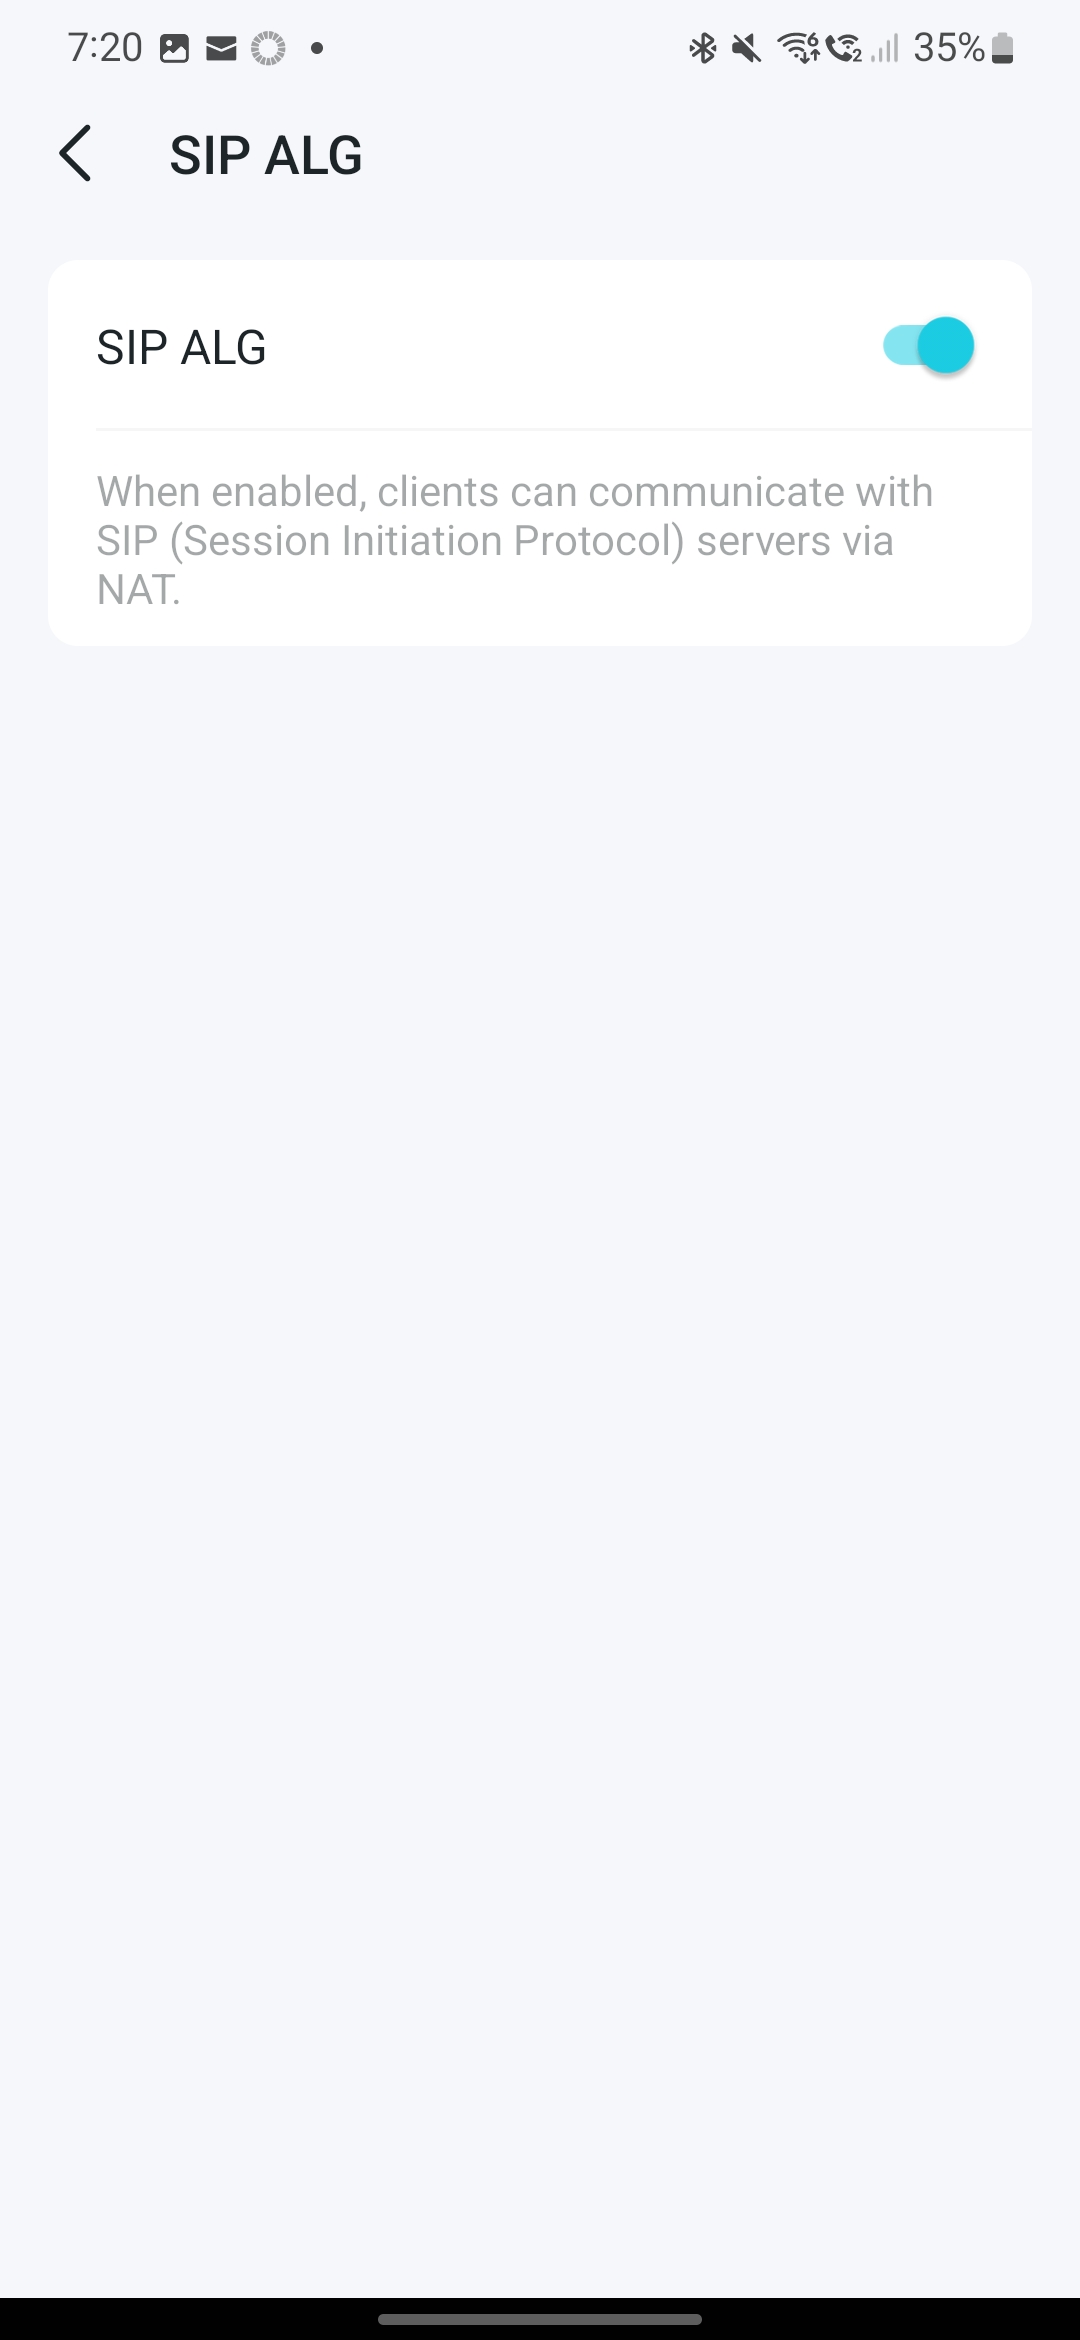 7:20
35%
SIP ALG
SIP ALG
When enabled, clients can communicate with
SIP (Session Initiation Protocol) servers via
NAT.